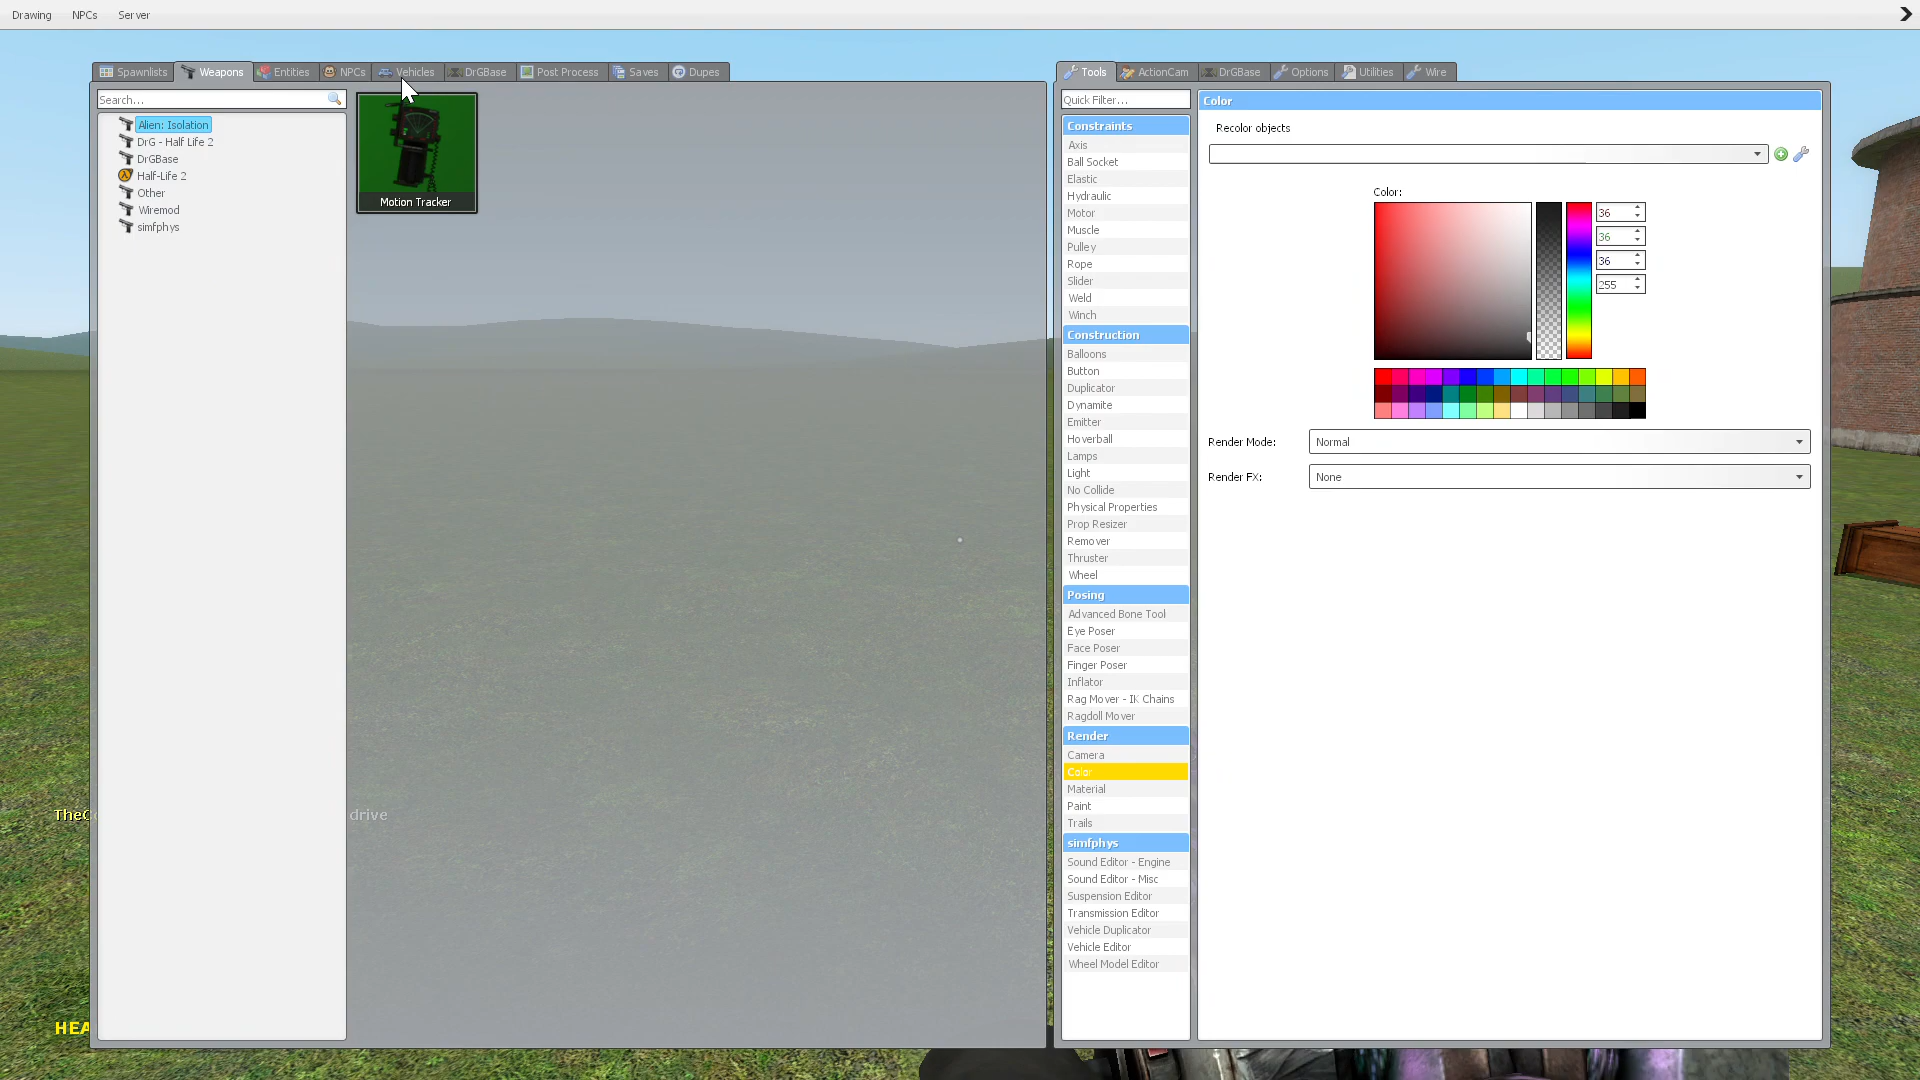 Drawing NPCs Server
Spawnlists Weapons Entities NPCs Vehicles DrGBase Post Process Saves Dupes
Search...
Alien: Isolation
DrG - Half Life 2
DrGBase
Half-Life 2
Other
Wiremod
simfphys
Motion Tracker
drive
TheC
HEA
Tools ActionCam DrGBase Options Utilities Wire
Quick Filter...
Constraints
Axis
Ball Socket
Elastic
Hydraulic
Motor
Muscle
Pulley
Rope
Slider
Weld
Winch
Construction
Balloons
Button
Duplicator
Dynamite
Emitter
Hoverball
Lamps
Light
No Collide
Physical Properties
Prop Resizer
Remover
Thruster
Wheel
Posing
Advanced Bone Tool
Eye Poser
Face Poser
Finger Poser
Inflator
Rag Mover - IK Chains
Ragdoll Mover
Render
Camera
Color
Material
Paint
Trails
simfphys
Sound Editor - Engine
Sound Editor - Misc
Suspension Editor
Transmission Editor
Vehicle Duplicator
Vehicle Editor
Wheel Model Editor
Color
Recolor objects
Color:
36
36
36
255
Render Mode: Normal
Render FX: None